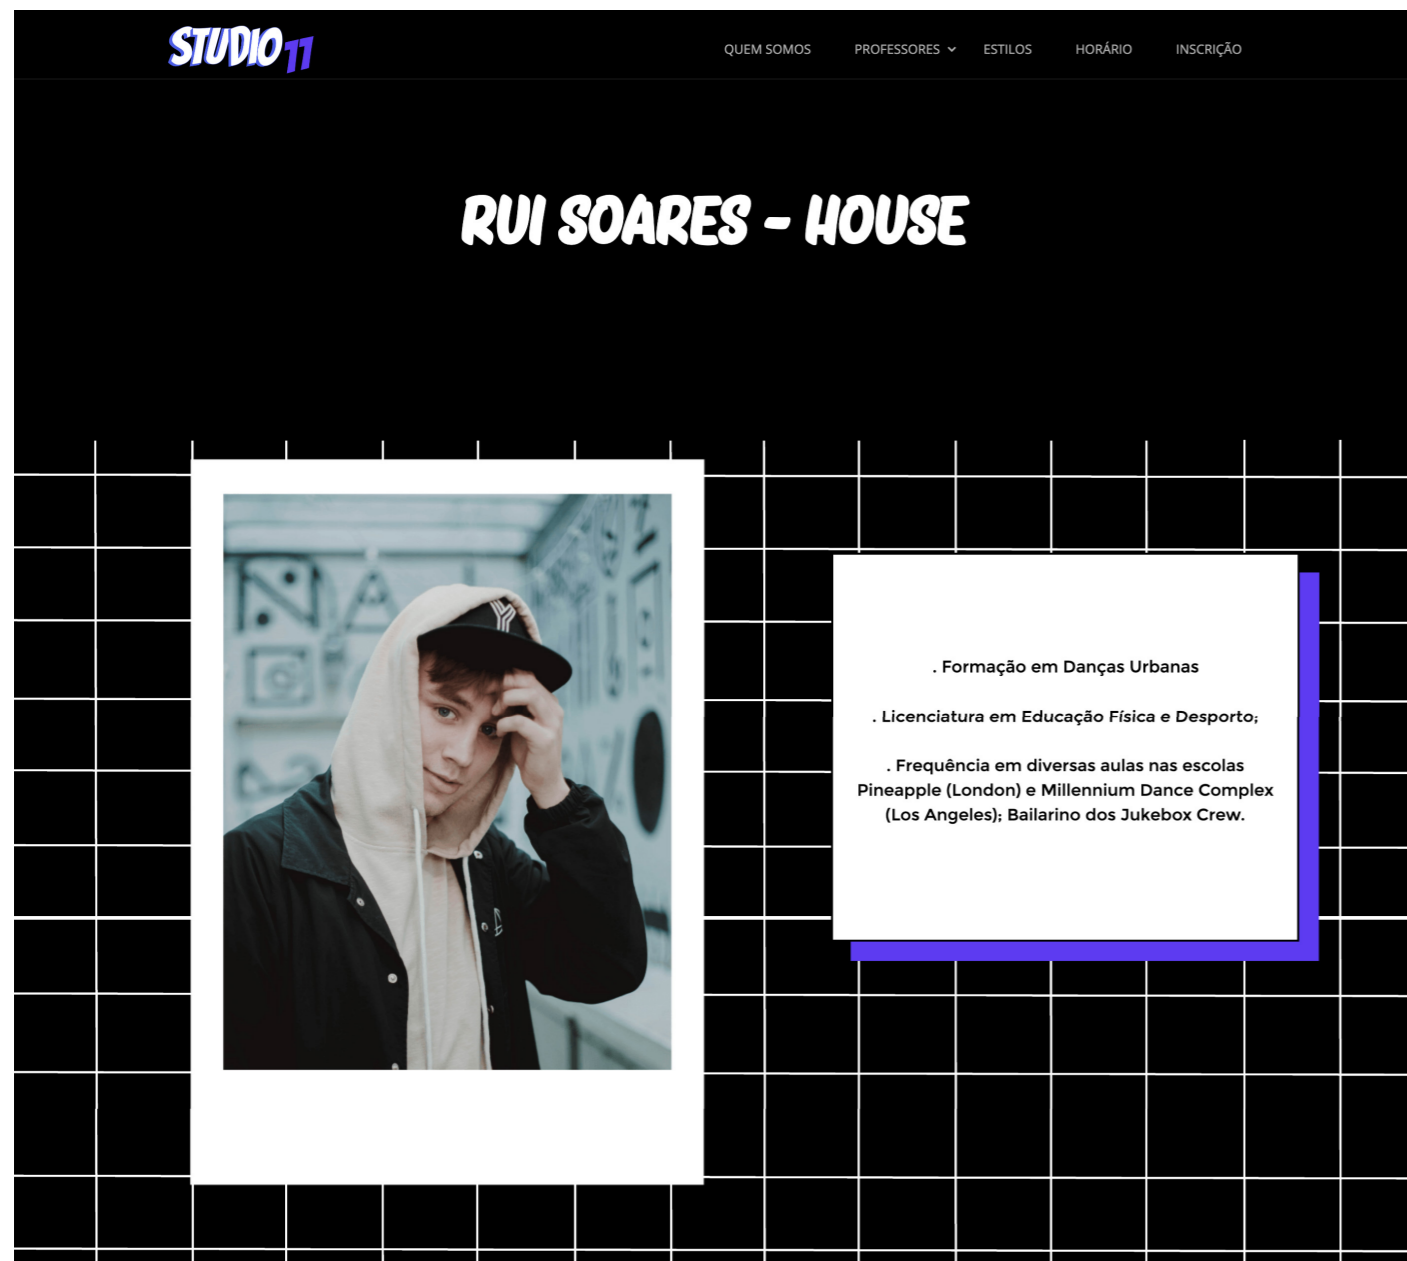 STUDIO 11
QUEM SOMOS PROFESSORES ESTILOS HORÁRIO INSCRIÇÃO
RUI SOARES - HOUSE
. Formação em Danças Urbanas
. Licenciatura em Educação Física e Desporto;
. Frequência em diversas aulas nas escolas
Pineapple (London) e Millennium Dance Complex
(Los Angeles); Bailarino dos Jukebox Crew.